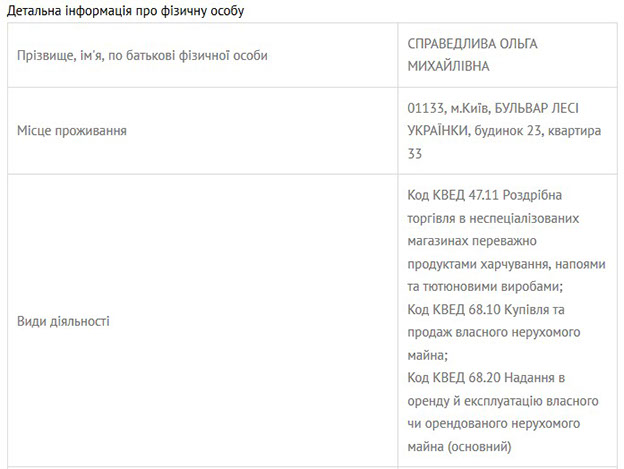 Детальна інформація про фізичну особу
Прізвище, ім'я, по батькові фізичної особи
СПРАВЕДЛИВА ОЛЬГА
МИХАЙЛІВНА
Місце проживання
01133, м.Київ, БУЛЬВАР ЛЕСІ
УКРАЇНКИ, будинок 23, квартира
33
Види діяльності
Код КВЕД 47.11 Роздрібна
торгівля в неспеціалізованих
магазинах переважно
продуктами харчування, напоями
та тютюновими виробами;
Код КВЕД 68.10 Купівля та
продаж власного нерухомого
майна;
Код КВЕД 68.20 Надання в
оренду й експлуатацію власного
чи орендованого нерухомого
майна (основний)